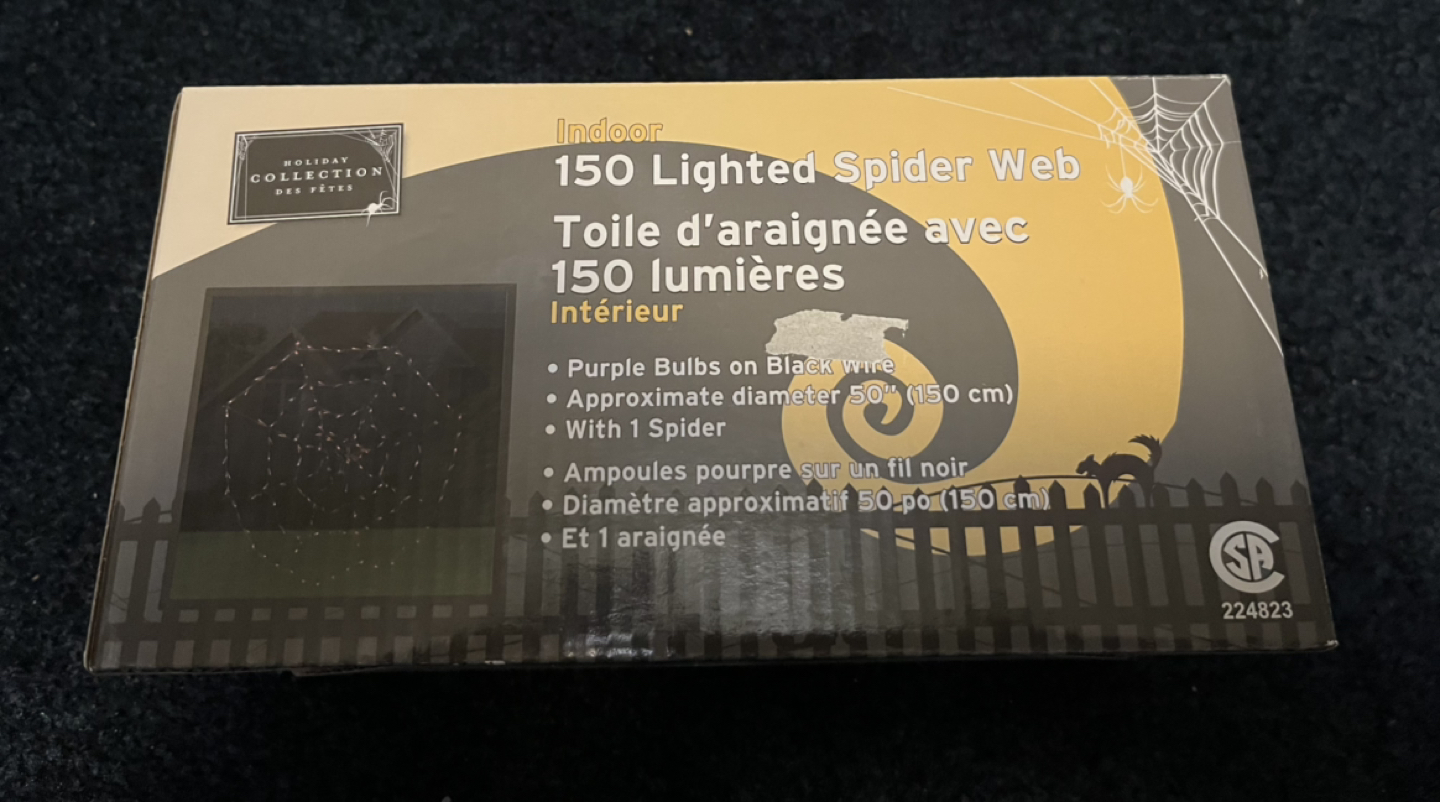 HOLIDAY
COLLECTION
DES FÊTES
Indoor
150 Lighted Spider Web
Toile d'araignée avec
150 lumières
Intérieur
• Purple Bulbs on Black Wire
• Approximate diameter 50" (150 cm)
• With 1 Spider
• Ampoules pourpre sur un fil noir
• Diamètre approximatif 50 po (150 cm)
• Et 1 araignée
CSA
224823